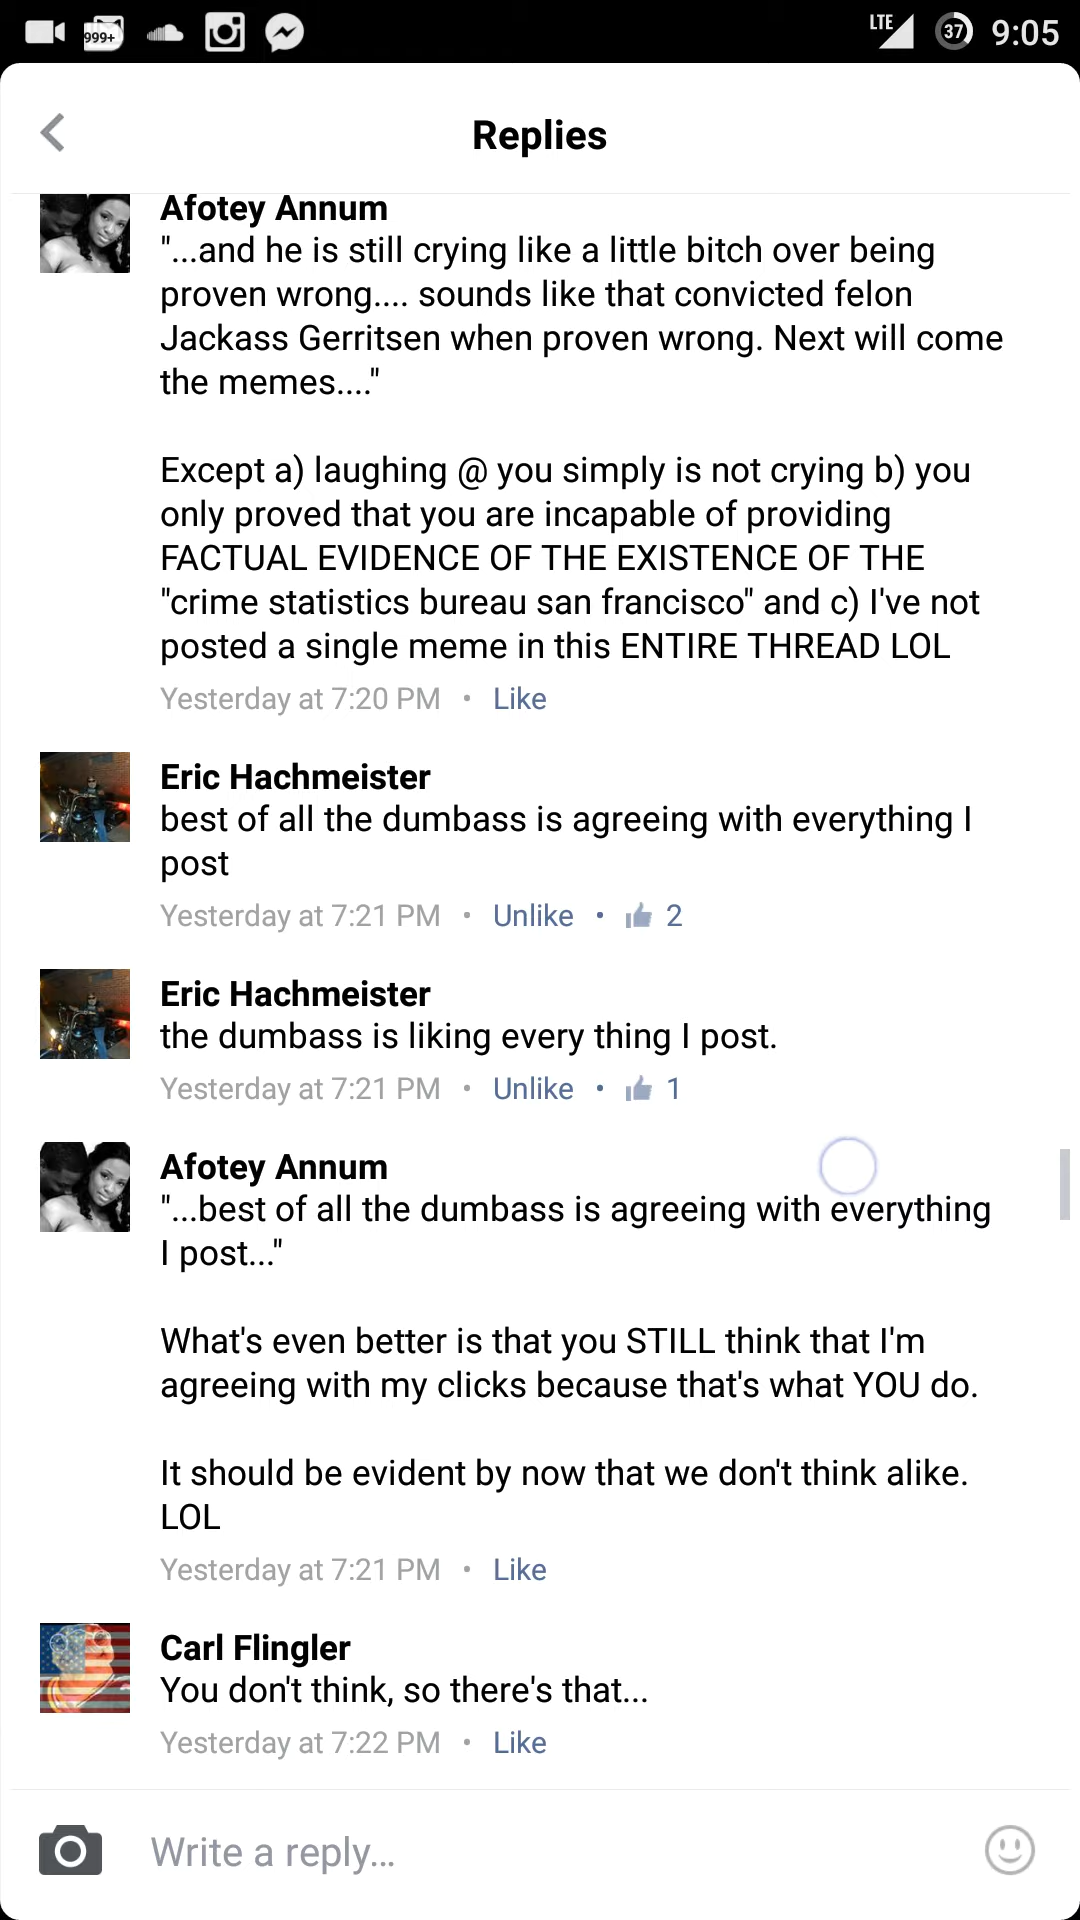 999+
LTE
37
9:05
Replies
Afotey Annum
"...and he is still crying like a little bitch over being
proven wrong.... sounds like that convicted felon
Jackass Gerritsen when proven wrong. Next will come
the memes...."
Except a) laughing @ you simply is not crying b) you
only proved that you are incapable of providing
FACTUAL EVIDENCE OF THE EXISTENCE OF THE
"crime statistics bureau san francisco" and c) I've not
posted a single meme in this ENTIRE THREAD LOL
Yesterday at 7:20 PM • Like
Eric Hachmeister
best of all the dumbass is agreeing with everything I
post
Yesterday at 7:21 PM • Unlike • 2
Eric Hachmeister
the dumbass is liking every thing I post.
Yesterday at 7:21 PM • Unlike • 1
Afotey Annum
"...best of all the dumbass is agreeing with everything
I post..."
What's even better is that you STILL think that I'm
agreeing with my clicks because that's what YOU do.
It should be evident by now that we don't think alike.
LOL
Yesterday at 7:21 PM • Like
Carl Flingler
You don't think, so there's that...
Yesterday at 7:22 PM • Like
Write a reply...